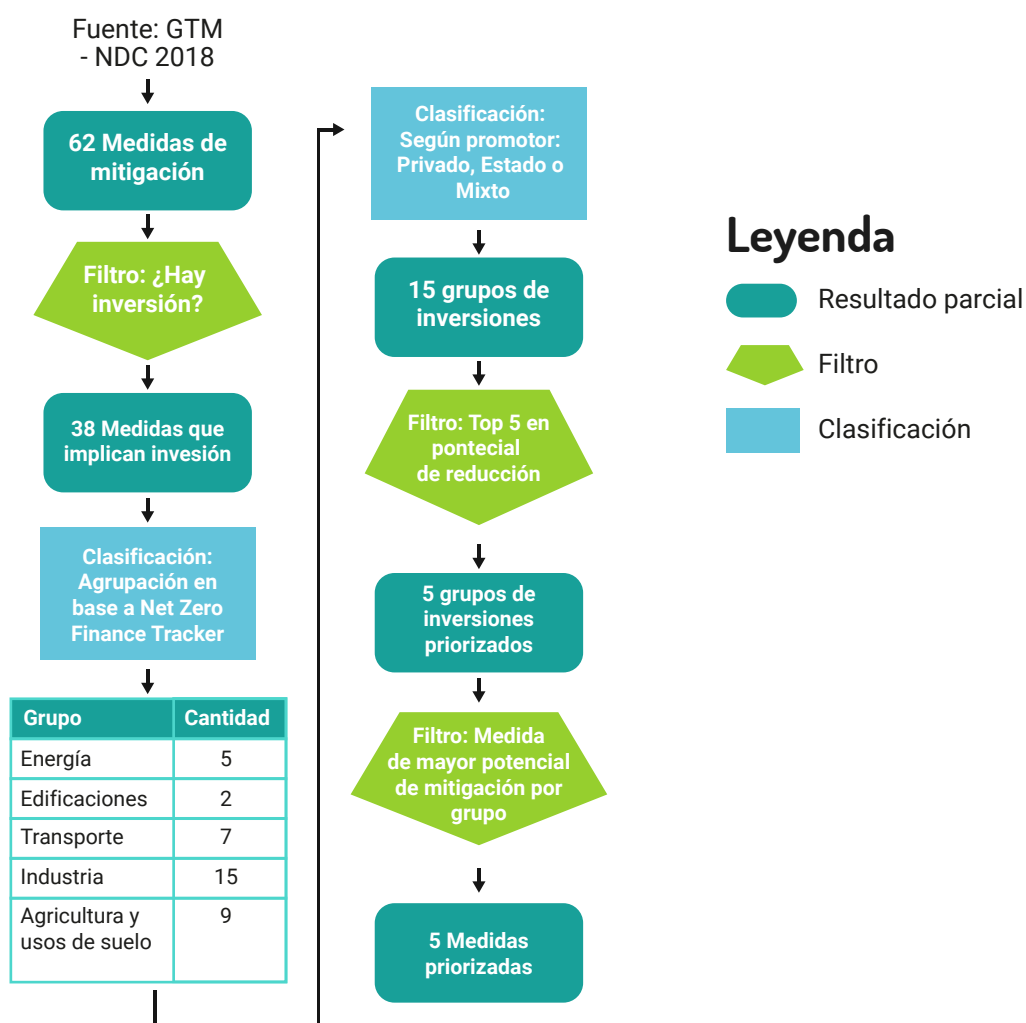 Fuente: GTM
- NDC 2018
62 Medidas de
mitigación
Filtro: ¿Hay
inversión?
38 Medidas que
implican invesión
Clasificación:
Agrupación en
base a Net Zero
Finance Tracker
Grupo Cantidad
Energía 5
Edificaciones 2
Transporte 7
Industria 15
Agricultura y 9
usos de suelo
Clasificación:
Según promotor:
Privado, Estado o
Mixto
15 grupos de
inversiones
Filtro: Top 5 en
pontecial
de reducción
5 grupos de
inversiones
priorizados
Filtro: Medida
de mayor potencial
de mitigación por
grupo
5 Medidas
priorizadas
Leyenda
Resultado parcial
Filtro
Clasificación